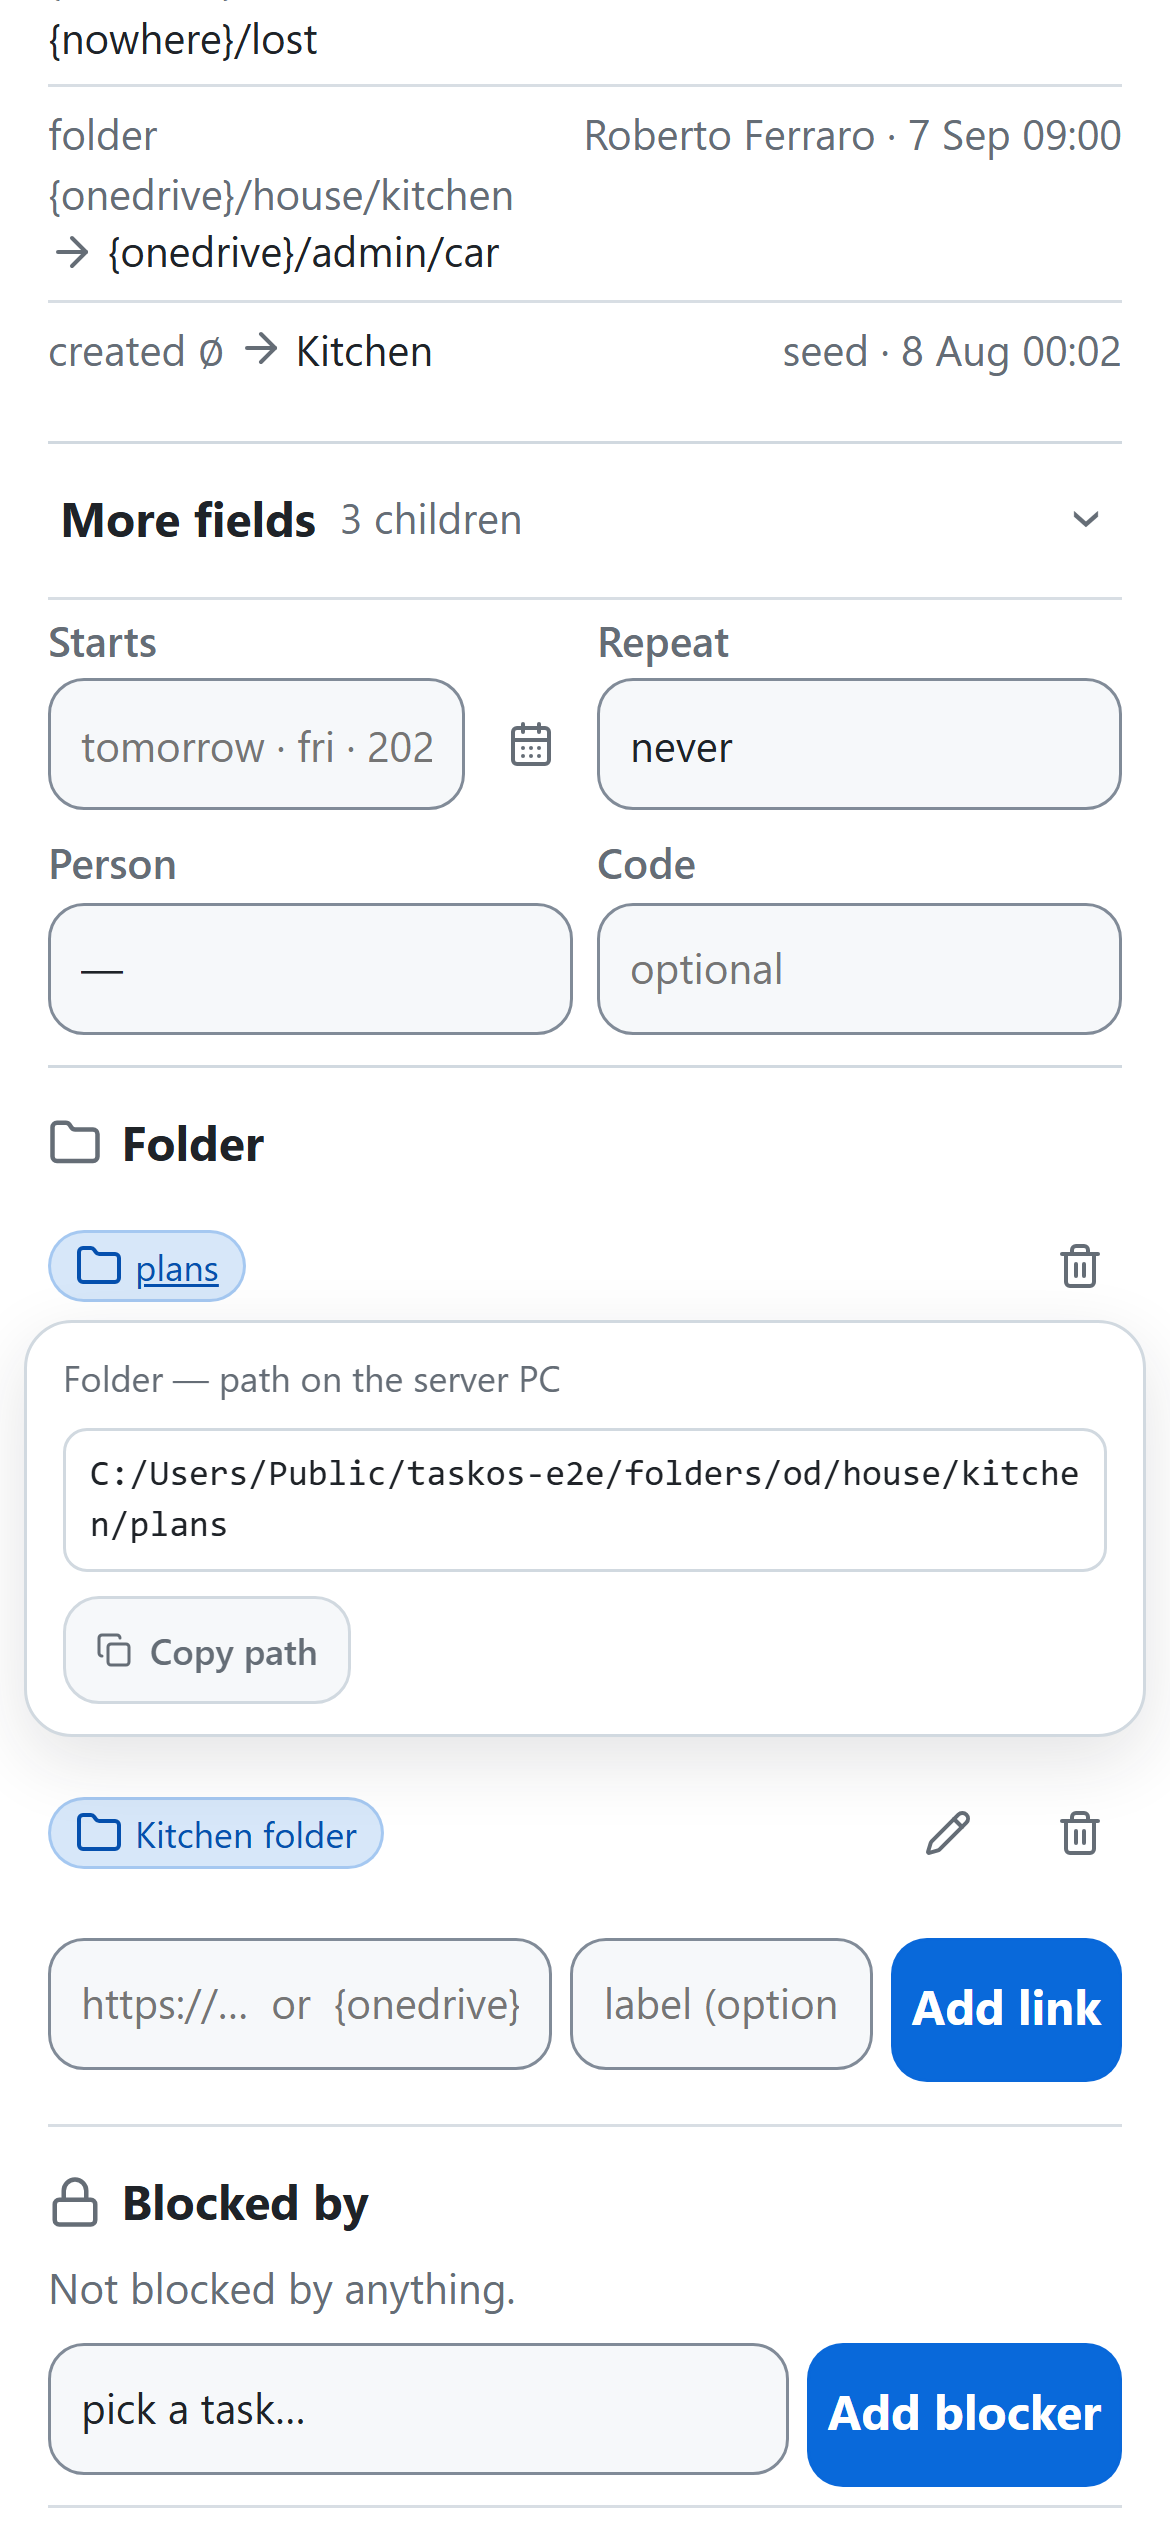 {nowhere}/lost
folder Roberto Ferraro · 7 Sep 09:00
{onedrive}/house/kitchen
→ {onedrive}/admin/car
created Ø → Kitchen seed · 8 Aug 00:02
More fields 3 children
Starts Repeat
tomorrow · fri · 202 never
Person Code
— optional
Folder
plans
Folder — path on the server PC
C:/Users/Public/taskos-e2e/folders/od/house/kitche
n/plans
Copy path
Kitchen folder
https://... or {onedrive} label (option Add link
Blocked by
Not blocked by anything.
pick a task... Add blocker